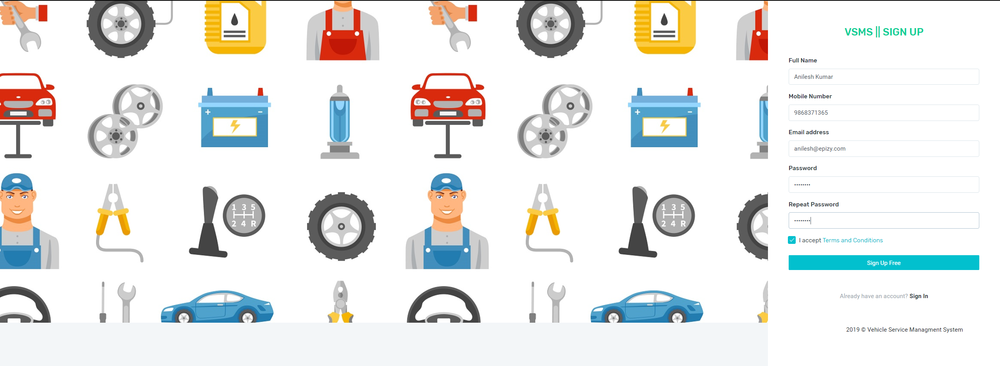 VSMS || SIGN UP
Full Name
Anilesh Kumar
Mobile Number
9868371365
Email address
anilesh@epizy.com
Password
••••••••
Repeat Password
••••••••
I accept Terms and Conditions
Sign Up Free
Already have an account? Sign In
2019 © Vehicle Service Managment System
+ −
+ −
1 3 5
2 4 R
1 3 5
2 4 R